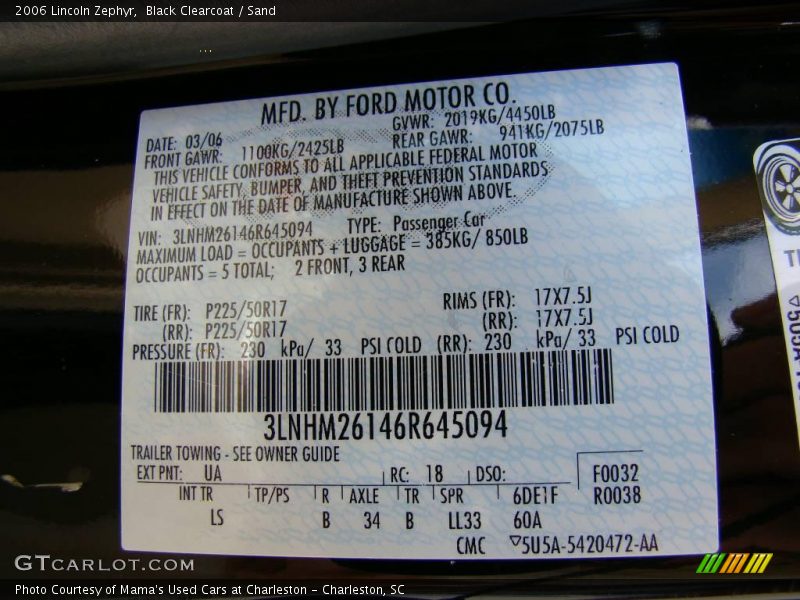 2006 Lincoln Zephyr,  Black Clearcoat / Sand
MFD. BY FORD MOTOR CO.
DATE: 03/06 GVWR: 2019KG/4450LB
FRONT GAWR: 1100KG/2425LB REAR GAWR: 941KG/2075LB
THIS VEHICLE CONFORMS TO ALL APPLICABLE FEDERAL MOTOR
VEHICLE SAFETY, BUMPER, AND THEFT PREVENTION STANDARDS
IN EFFECT ON THE DATE OF MANUFACTURE SHOWN ABOVE.
VIN: 3LNHM26146R645094 TYPE: Passenger Car
MAXIMUM LOAD = OCCUPANTS + LUGGAGE = 385KG/ 850LB
OCCUPANTS = 5 TOTAL; 2 FRONT, 3 REAR
TIRE (FR): P225/50R17 RIMS (FR): 17X7.5J
(RR): P225/50R17 (RR): 17X7.5J
PRESSURE (FR): 230 kPa/ 33 PSI COLD (RR): 230 kPa/ 33 PSI COLD
3LNHM26146R645094
TRAILER TOWING - SEE OWNER GUIDE
EXT PNT: UA RC: 18 DSO: F0032
INT TR TP/PS R AXLE TR SPR 6DE1F R0038
LS B 34 B LL33 60A
CMC ▽5U5A-5420472-AA
GTCARLOT.COM
Photo Courtesy of Mama's Used Cars at Charleston – Charleston, SC